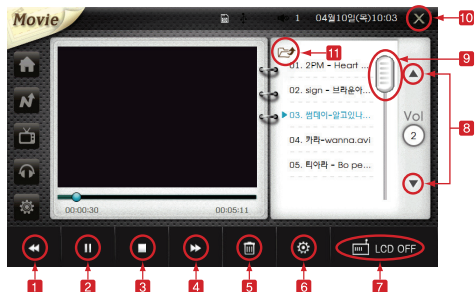 Movie
1 04월10일(목)10:03
10
11
9
01. 2PM - Heart ...
02. sign - 브라운아...
03. 썸데이-알고있나...
04. 카라-wanna.avi
05. 티아라 - Bo pe...
Vol
2
8
00:00:30 00:05:11
LCD OFF
1 2 3 4 5 6 7